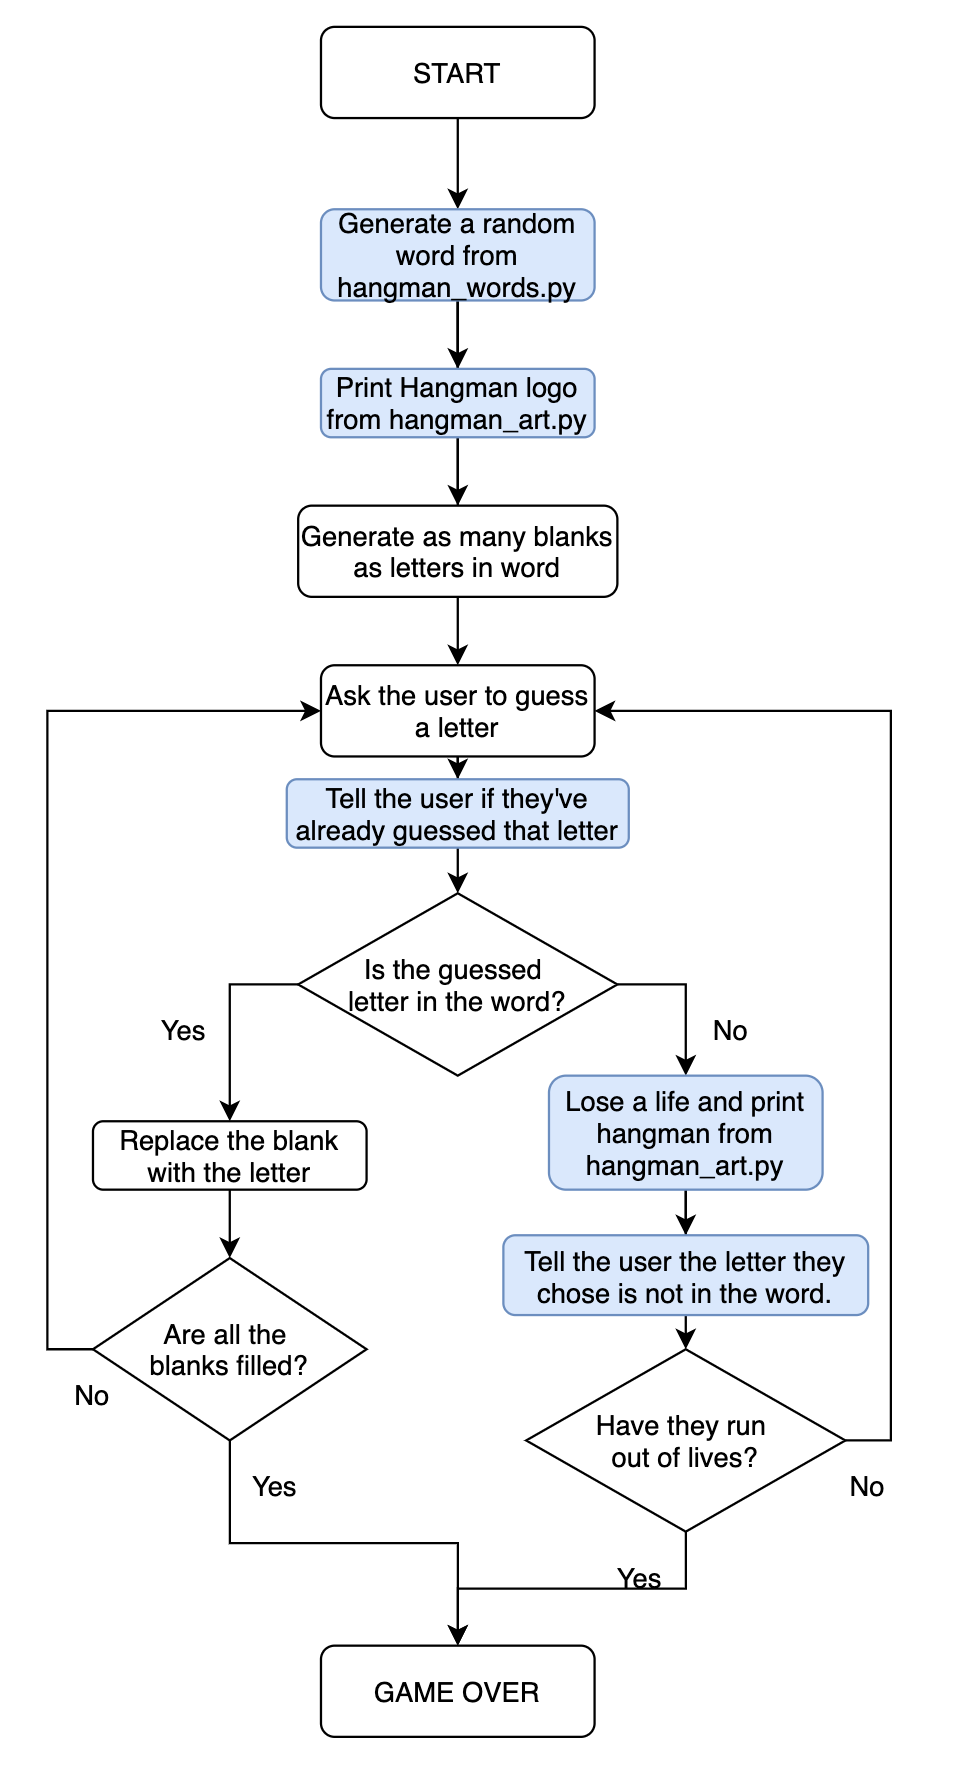 START
Generate a random
word from
hangman_words.py
Print Hangman logo
from hangman_art.py
Generate as many blanks
as letters in word
Ask the user to guess
a letter
Tell the user if they've
already guessed that letter
Is the guessed
letter in the word?
Yes
No
Replace the blank
with the letter
Lose a life and print
hangman from
hangman_art.py
Tell the user the letter they
chose is not in the word.
Are all the
blanks filled?
No
Yes
Have they run
out of lives?
No
Yes
GAME OVER